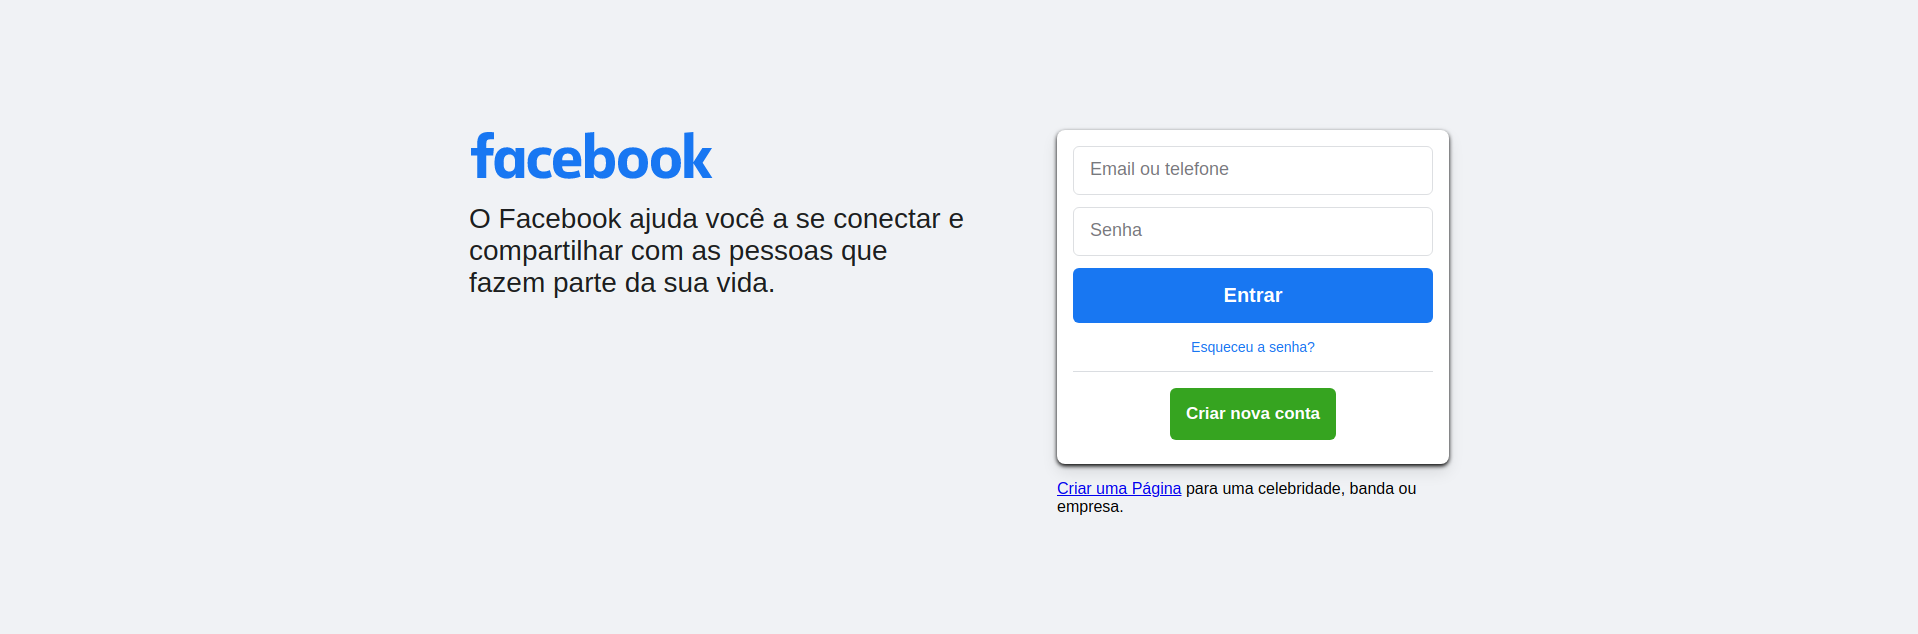 facebook
O Facebook ajuda você a se conectar e
compartilhar com as pessoas que
fazem parte da sua vida.
Email ou telefone
Senha
Entrar
Esqueceu a senha?
Criar nova conta
Criar uma Página para uma celebridade, banda ou
empresa.